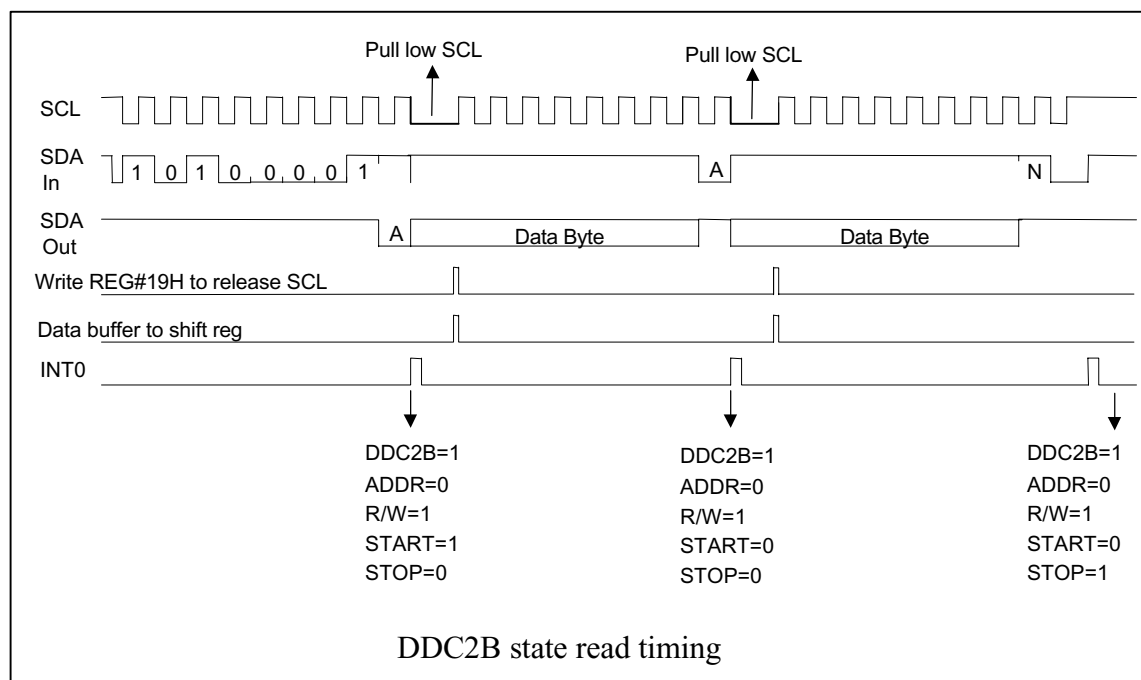 Pull low SCL
Pull low SCL
SCL
SDA
In
1 0 1 0 0 0 0 1
A
N
SDA
Out
A
Data Byte
Data Byte
Write REG#19H to release SCL
Data buffer to shift reg
INT0
DDC2B=1
ADDR=0
R/W=1
START=1
STOP=0
DDC2B=1
ADDR=0
R/W=1
START=0
STOP=0
DDC2B=1
ADDR=0
R/W=1
START=0
STOP=1
DDC2B state read timing